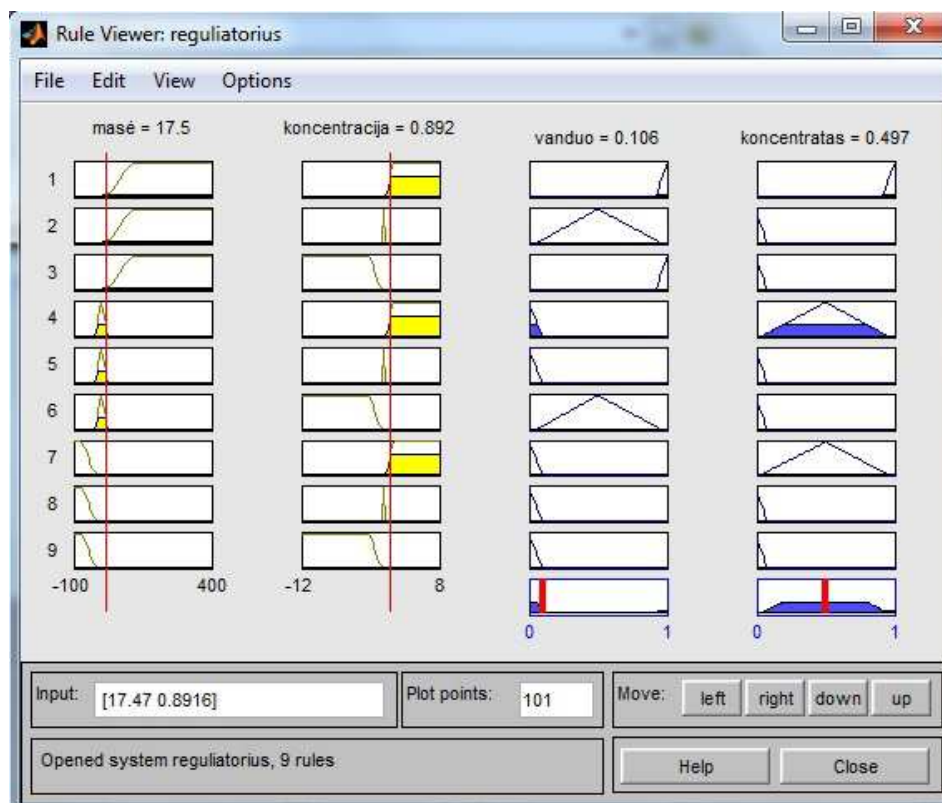 Rule Viewer: reguliatorius
File Edit View Options
masė = 17.5 koncentracija = 0.892 vanduo = 0.106 koncentratas = 0.497
1
2
3
4
5
6
7
8
9
-100 400 -12 8
0 1 0 1
Input: [17.47 0.8916] Plot points: 101 Move: left right down up
Opened system reguliatorius, 9 rules Help Close